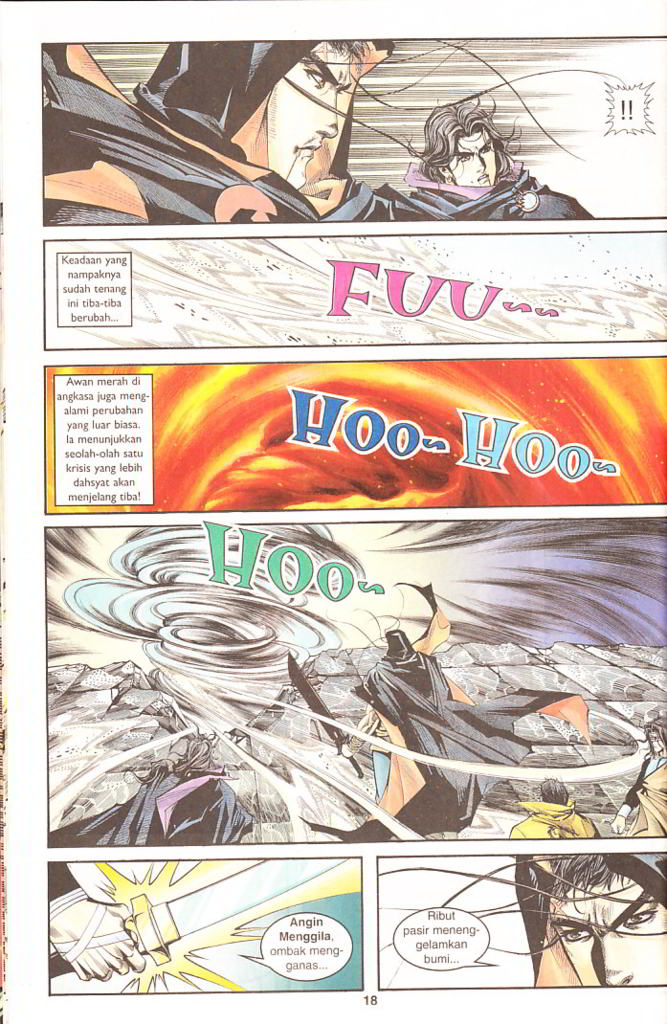 !!
Keadaan yang
nampaknya
sudah tenang
ini tiba-tiba
berubah...
FUU~~
Awan merah di
angkasa juga meng-
alami perubahan
yang luar biasa.
Ia menunjukkan
seolah-olah satu
krisis yang lebih
dahsyat akan
menjelang tiba!
HOO~ HOO~
HOO~
Angin
Menggila,
ombak meng-
ganas...
Ribut
pasir meneng-
gelamkan
bumi...
18